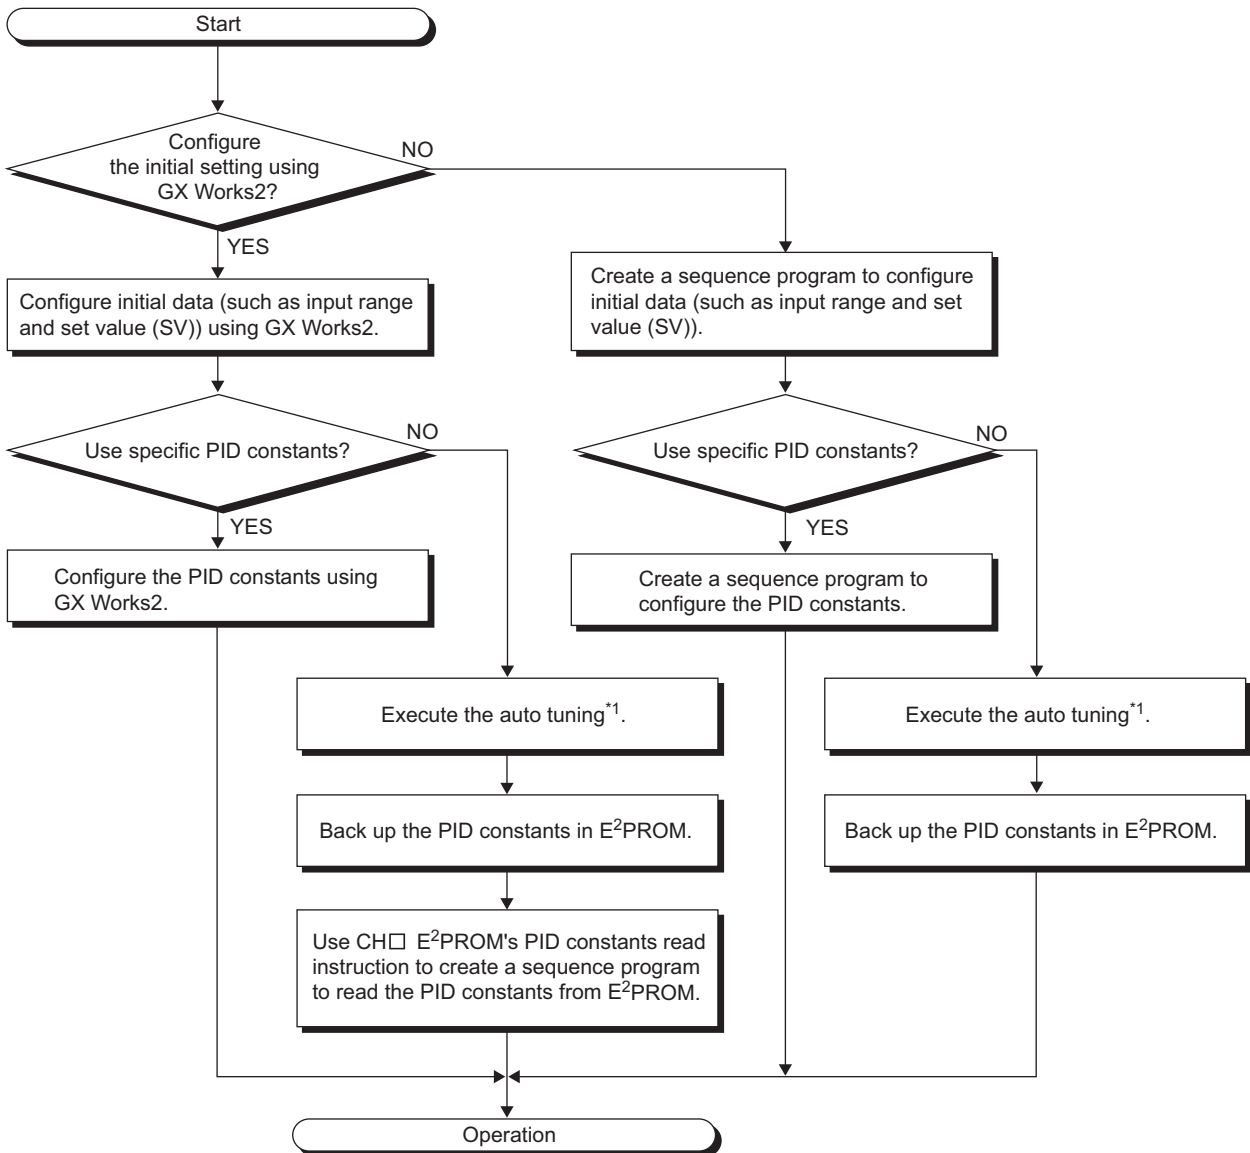 Start
Configure
the initial setting using
GX Works2?
NO
YES
Configure initial data (such as input range
and set value (SV)) using GX Works2.
Create a sequence program to configure
initial data (such as input range and set
value (SV)).
Use specific PID constants?
NO
YES
Use specific PID constants?
NO
YES
Configure the PID constants using
GX Works2.
Create a sequence program to
configure the PID constants.
Execute the auto tuning*1.
Execute the auto tuning*1.
Back up the PID constants in E2PROM.
Back up the PID constants in E2PROM.
Use CH□ E2PROM's PID constants read
instruction to create a sequence program
to read the PID constants from E2PROM.
Operation